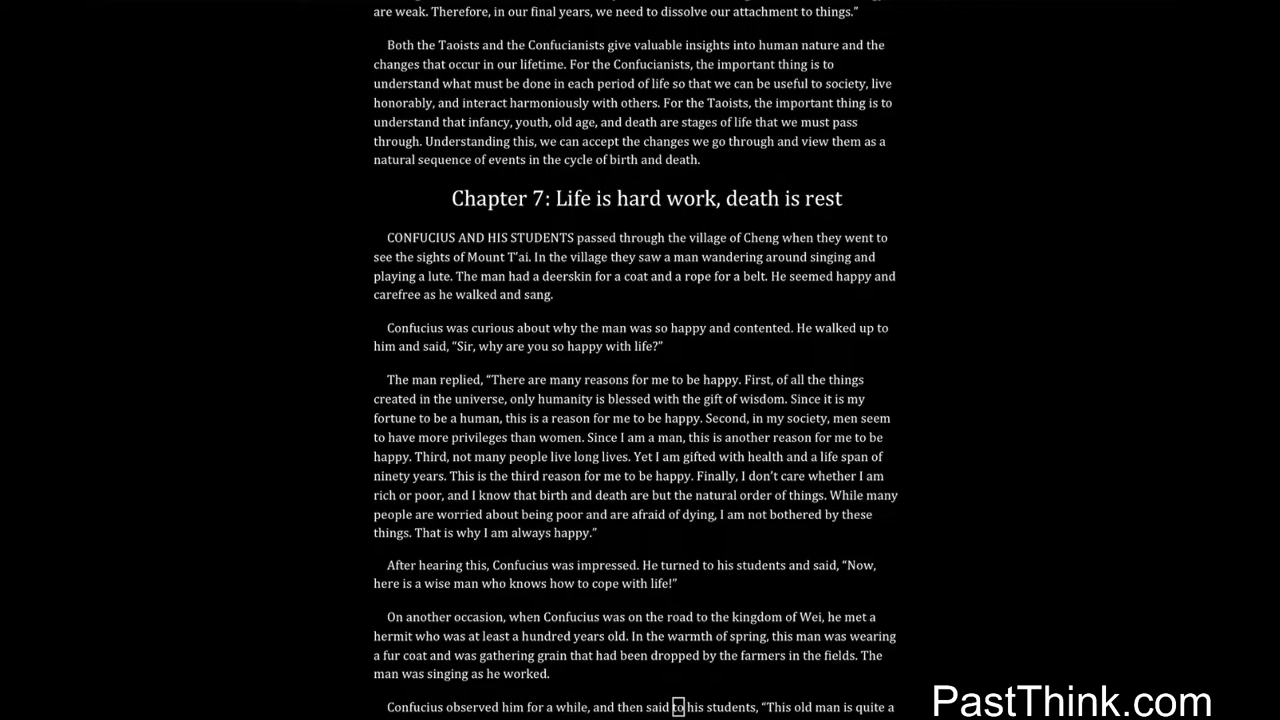 are weak. Therefore, in our final years, we need to dissolve our attachment to things.”
Both the Taoists and the Confucianists give valuable insights into human nature and the
changes that occur in our lifetime. For the Confucianists, the important thing is to
understand what must be done in each period of life so that we can be useful to society, live
honorably, and interact harmoniously with others. For the Taoists, the important thing is to
understand that infancy, youth, old age, and death are stages of life that we must pass
through. Understanding this, we can accept the changes we go through and view them as a
natural sequence of events in the cycle of birth and death.
Chapter 7: Life is hard work, death is rest
CONFUCIUS AND HIS STUDENTS passed through the village of Cheng when they went to
see the sights of Mount T’ai. In the village they saw a man wandering around singing and
playing a lute. The man had a deerskin for a coat and a rope for a belt. He seemed happy and
carefree as he walked and sang.
Confucius was curious about why the man was so happy and contented. He walked up to
him and said, “Sir, why are you so happy with life?”
The man replied, “There are many reasons for me to be happy. First, of all the things
created in the universe, only humanity is blessed with the gift of wisdom. Since it is my
fortune to be a human, this is a reason for me to be happy. Second, in my society, men seem
to have more privileges than women. Since I am a man, this is another reason for me to be
happy. Third, not many people live long lives. Yet I am gifted with health and a life span of
ninety years. This is the third reason for me to be happy. Finally, I don’t care whether I am
rich or poor, and I know that birth and death are but the natural order of things. While many
people are worried about being poor and are afraid of dying, I am not bothered by these
things. That is why I am always happy.”
After hearing this, Confucius was impressed. He turned to his students and said, “Now,
here is a wise man who knows how to cope with life!”
On another occasion, when Confucius was on the road to the kingdom of Wei, he met a
hermit who was at least a hundred years old. In the warmth of spring, this man was wearing
a fur coat and was gathering grain that had been dropped by the farmers in the fields. The
man was singing as he worked.
Confucius observed him for a while, and then said to his students, “This old man is quite a
PastThink.com